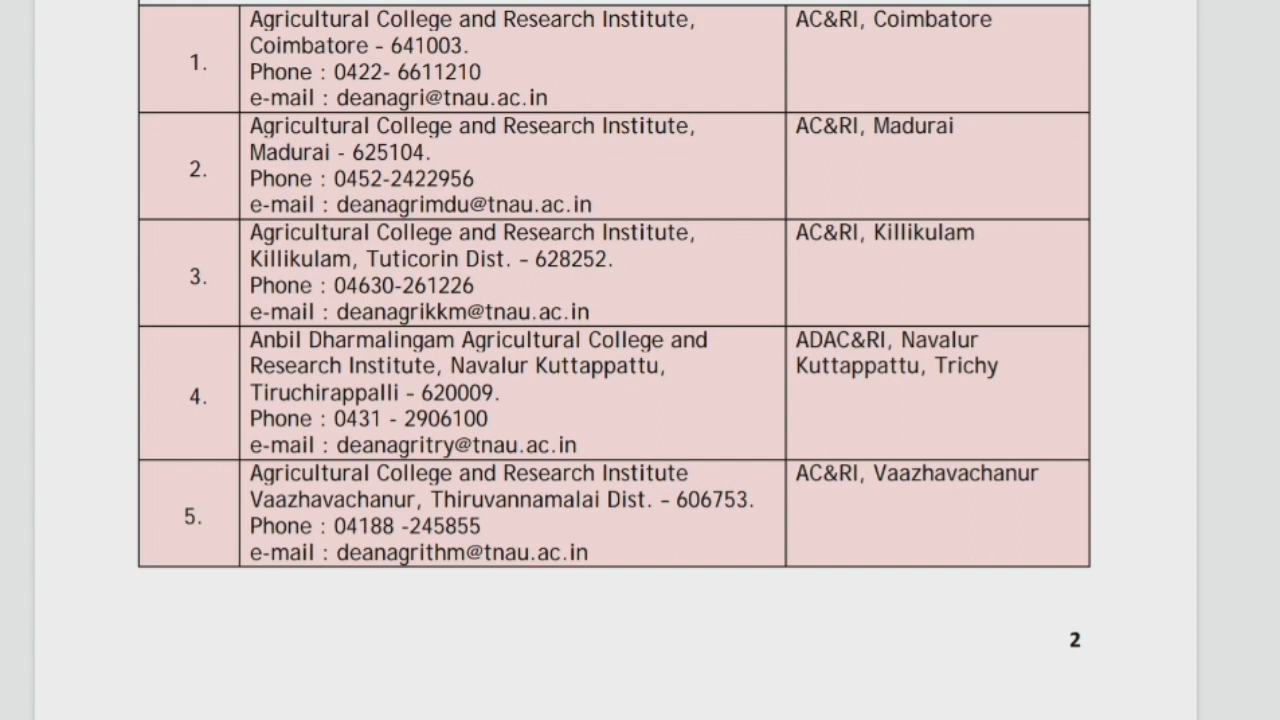 1.
Agricultural College and Research Institute,
Coimbatore - 641003.
Phone : 0422- 6611210
e-mail : deanagri@tnau.ac.in
AC&RI, Coimbatore
2.
Agricultural College and Research Institute,
Madurai - 625104.
Phone : 0452-2422956
e-mail : deanagrimdu@tnau.ac.in
AC&RI, Madurai
3.
Agricultural College and Research Institute,
Killikulam, Tuticorin Dist. – 628252.
Phone : 04630-261226
e-mail : deanagrikkm@tnau.ac.in
AC&RI, Killikulam
4.
Anbil Dharmalingam Agricultural College and
Research Institute, Navalur Kuttappattu,
Tiruchirappalli – 620009.
Phone : 0431 - 2906100
e-mail : deanagritry@tnau.ac.in
ADAC&RI, Navalur
Kuttappattu, Trichy
5.
Agricultural College and Research Institute
Vaazhavachanur, Thiruvannamalai Dist. – 606753.
Phone : 04188 -245855
e-mail : deanagrithm@tnau.ac.in
AC&RI, Vaazhavachanur
2